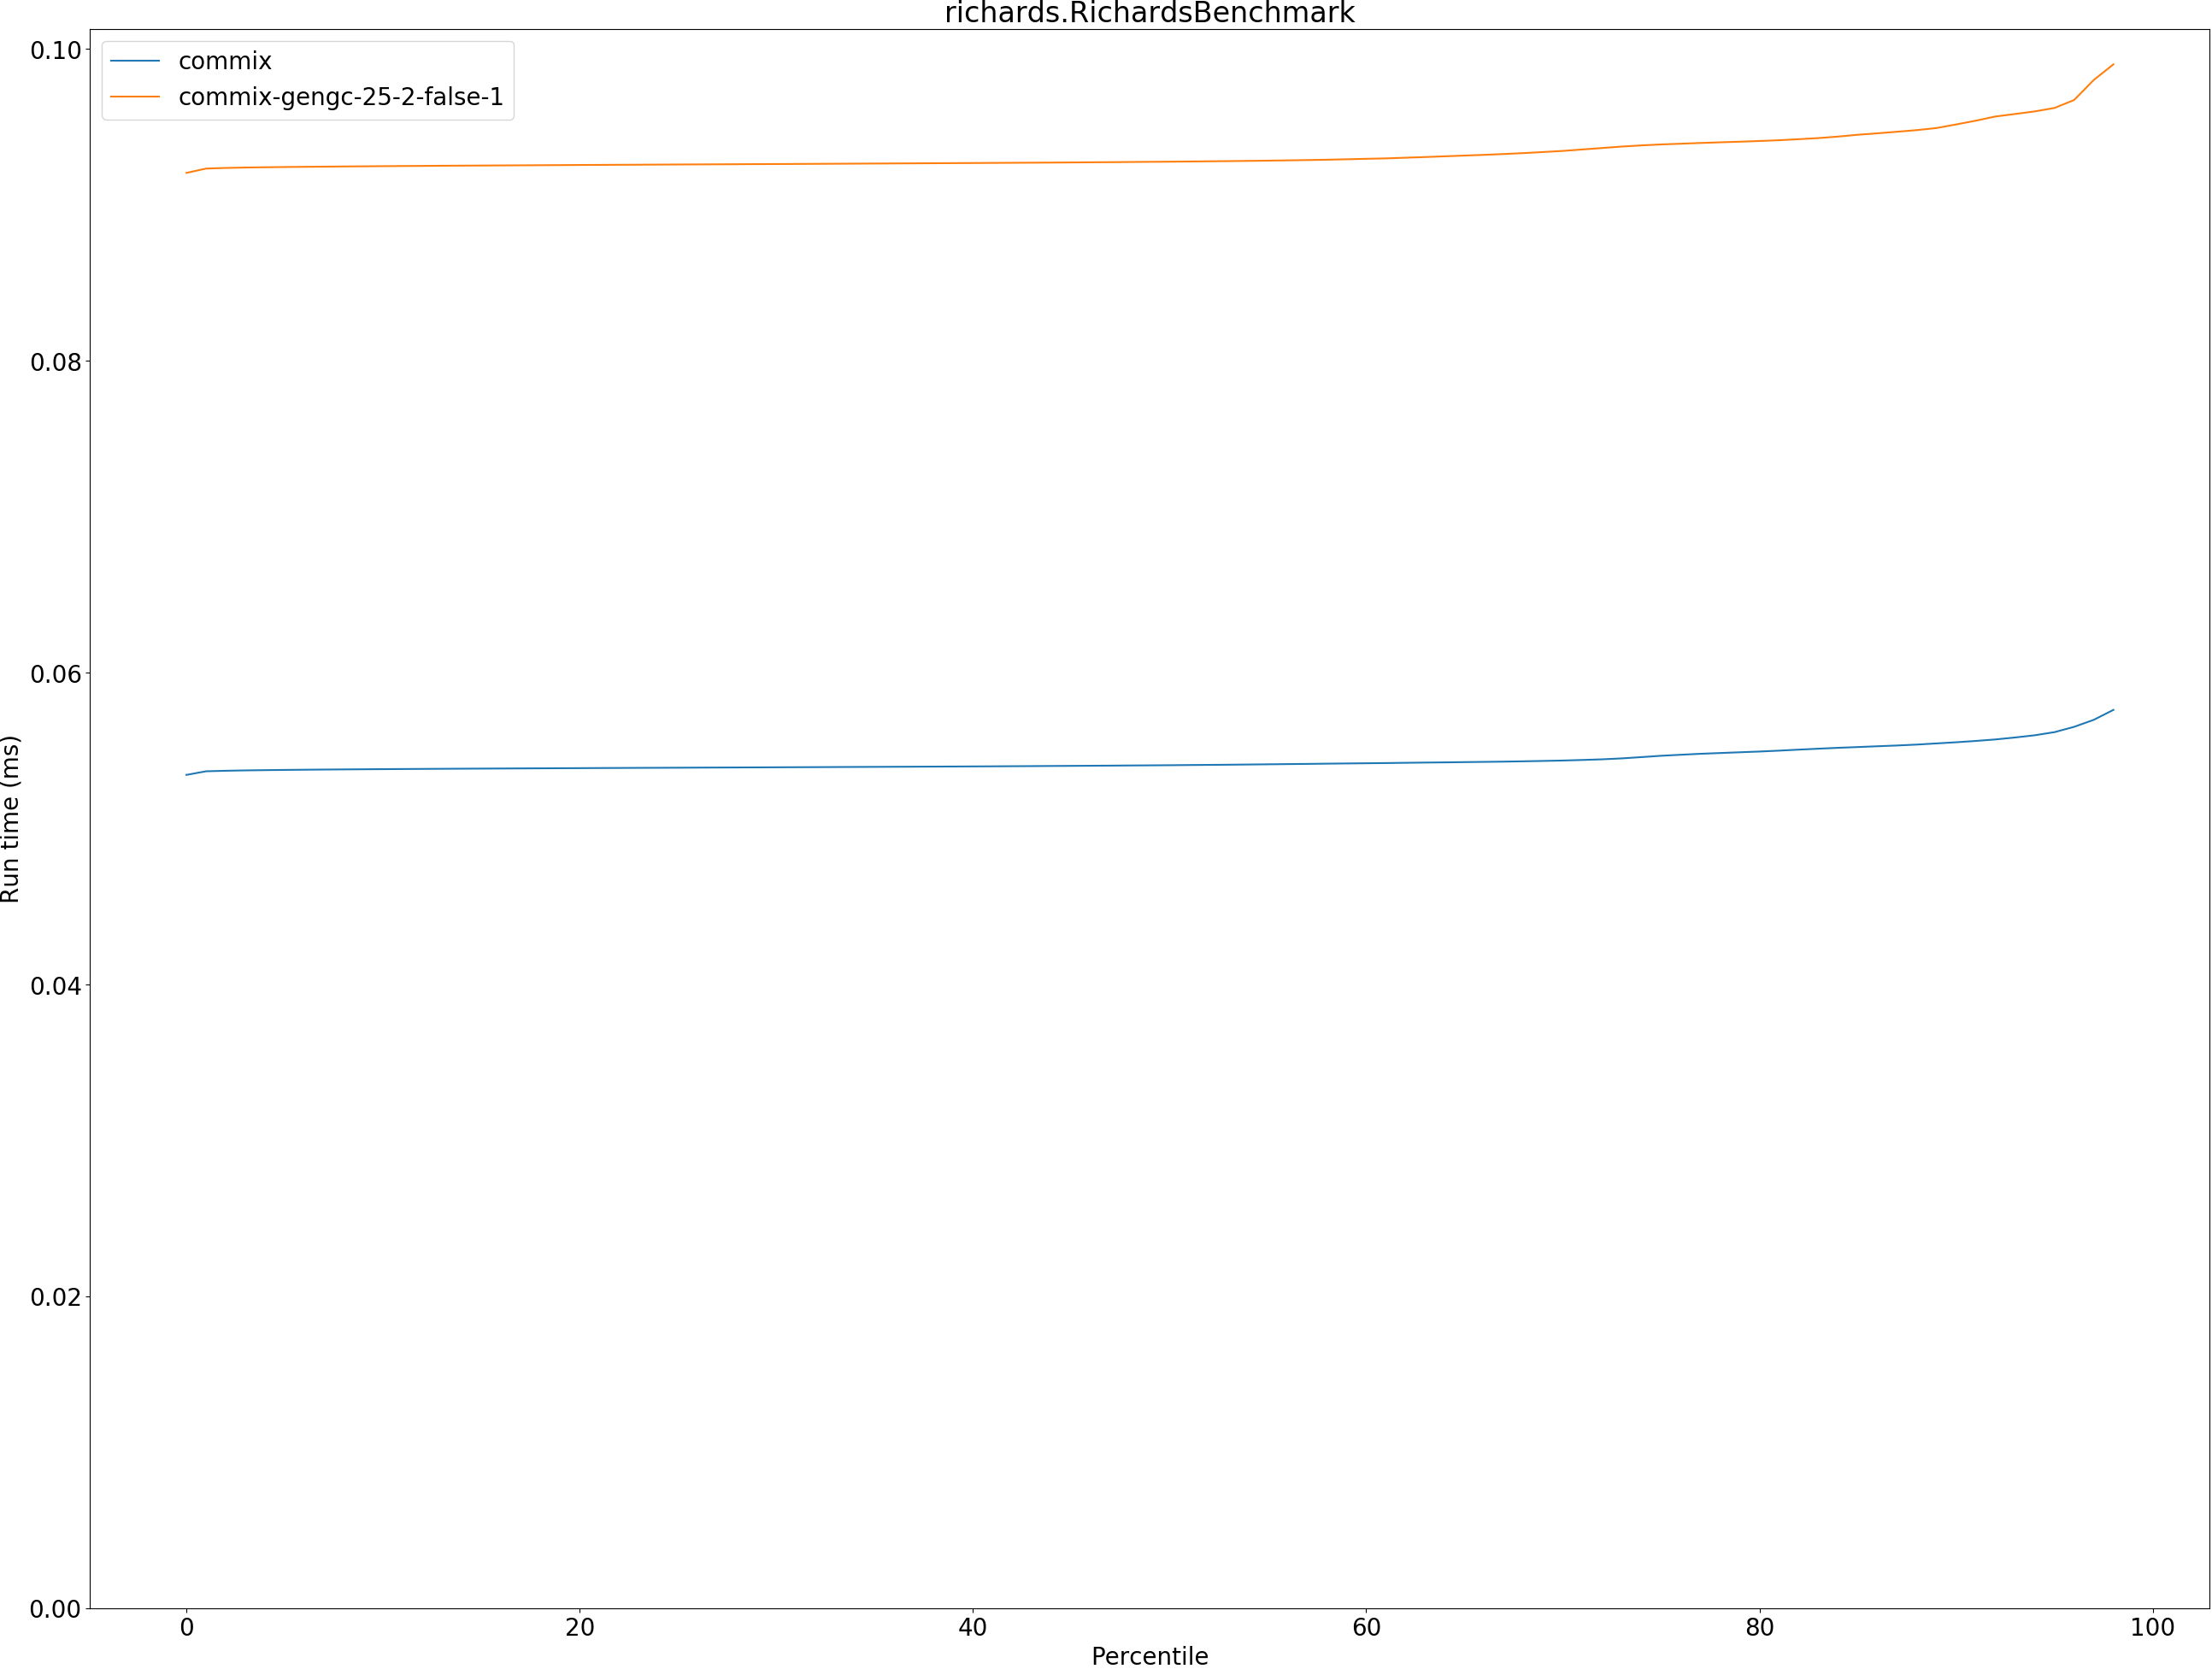 richards.RichardsBenchmark
commix
commix-gengc-25-2-false-1
0.10
0.08
0.06
0.04
0.02
0.00
Run time (ms)
0 20 40 60 80 100
Percentile